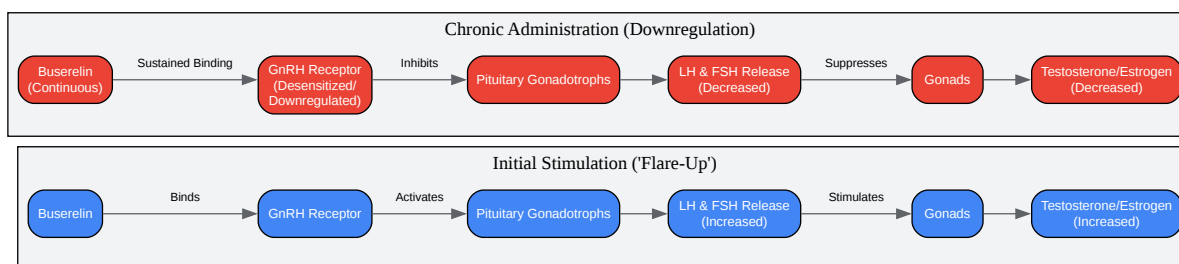 Chronic Administration (Downregulation)
Buserelin
(Continuous)
Sustained Binding
GnRH Receptor
(Desensitized/
Downregulated)
Inhibits
Pituitary Gonadotrophs
LH & FSH Release
(Decreased)
Suppresses
Gonads
Testosterone/Estrogen
(Decreased)
Initial Stimulation ('Flare-Up')
Buserelin
Binds
GnRH Receptor
Activates
Pituitary Gonadotrophs
LH & FSH Release
(Increased)
Stimulates
Gonads
Testosterone/Estrogen
(Increased)